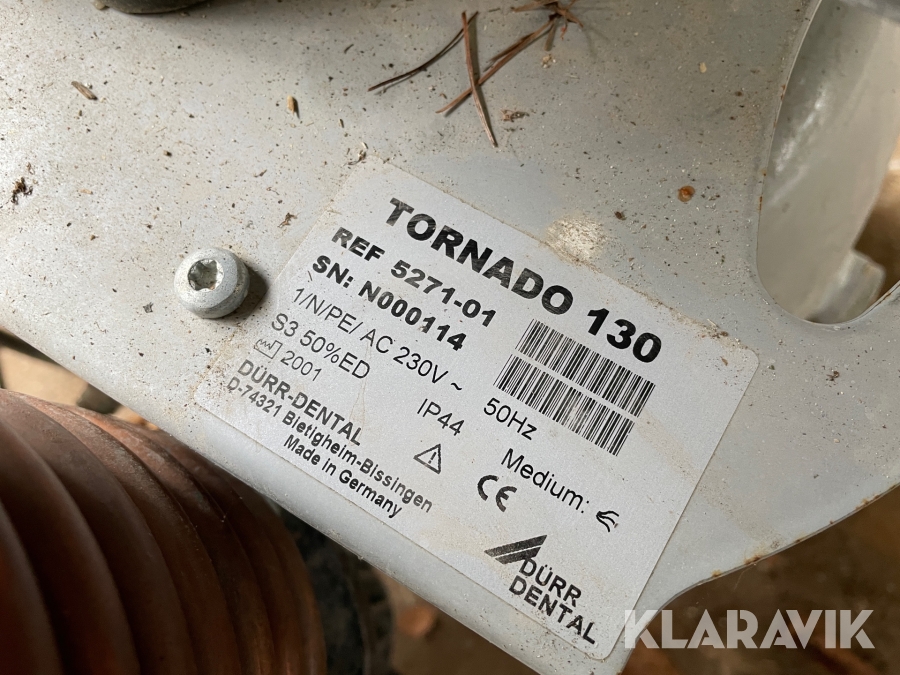 TORNADO 130
REF 5271-01
SN: N000114
1/N/PE/ AC 230V ~ 50Hz
S3 50%ED IP44 Medium:
2001
DÜRR-DENTAL
D-74321 Bietigheim-Bissingen
Made in Germany
CE
DÜRR
DENTAL
KLARAVIK